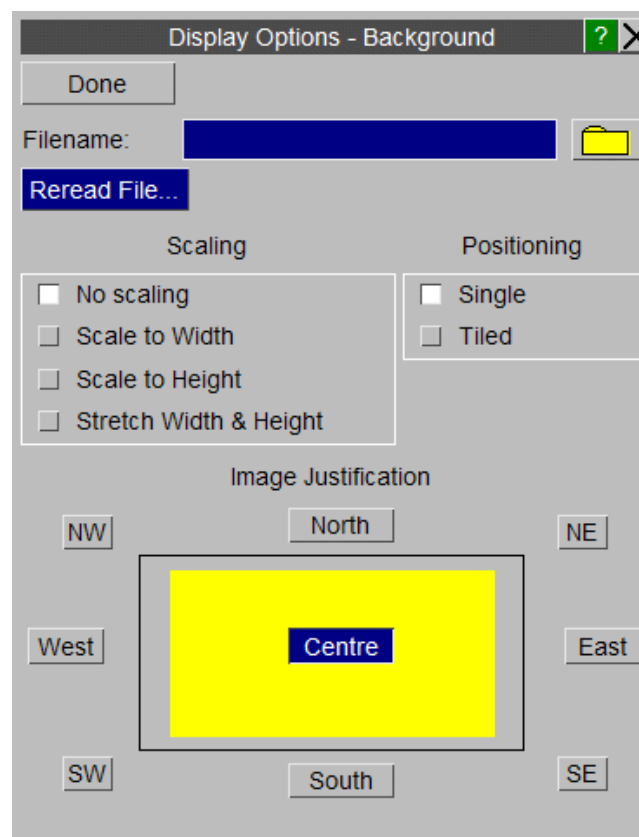 Display Options - Background ?
Done
Filename:
Reread File...
Scaling Positioning
No scaling Single
Scale to Width Tiled
Scale to Height
Stretch Width & Height
Image Justification
NW North NE
West Centre East
SW South SE